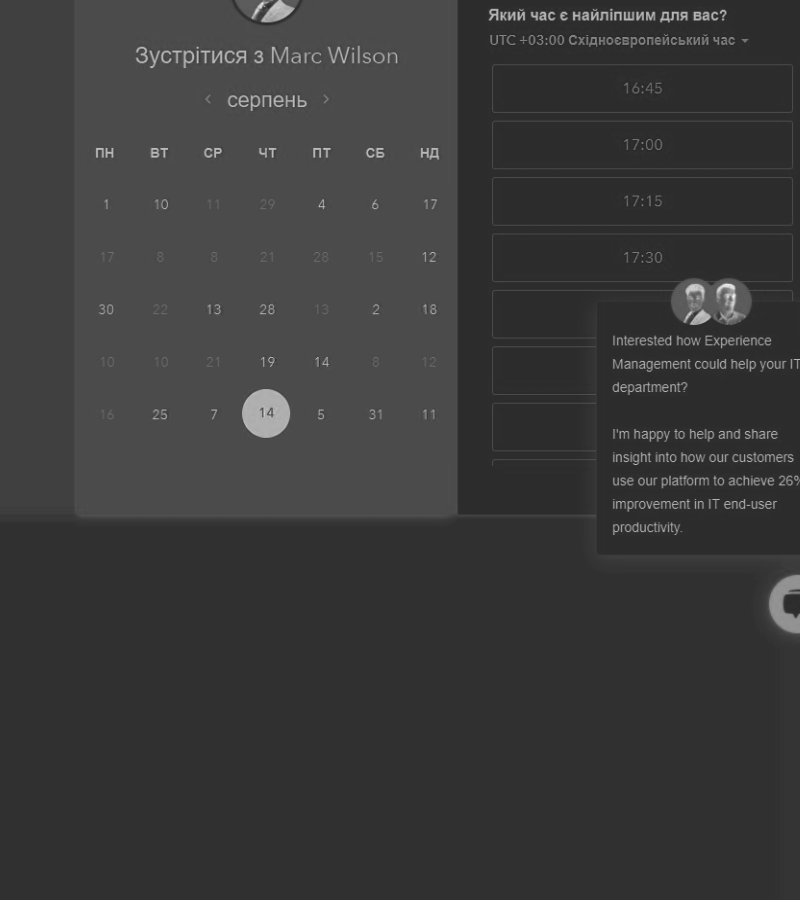 Зустрітися з Marc Wilson
серпень
ПН ВТ СР ЧТ ПТ СБ НД
1 10 11 29 4 6 17
17 8 8 21 28 15 12
30 22 13 28 13 2 18
10 10 21 19 14 8 12
16 25 7 14 5 31 11
Який час є найліпшим для вас?
UTC +03:00 Східноєвропейський час
16:45
17:00
17:15
17:30
Interested how Experience
Management could help your IT
department?
I'm happy to help and share
insight into how our customers
use our platform to achieve 26%
improvement in IT end-user
productivity.